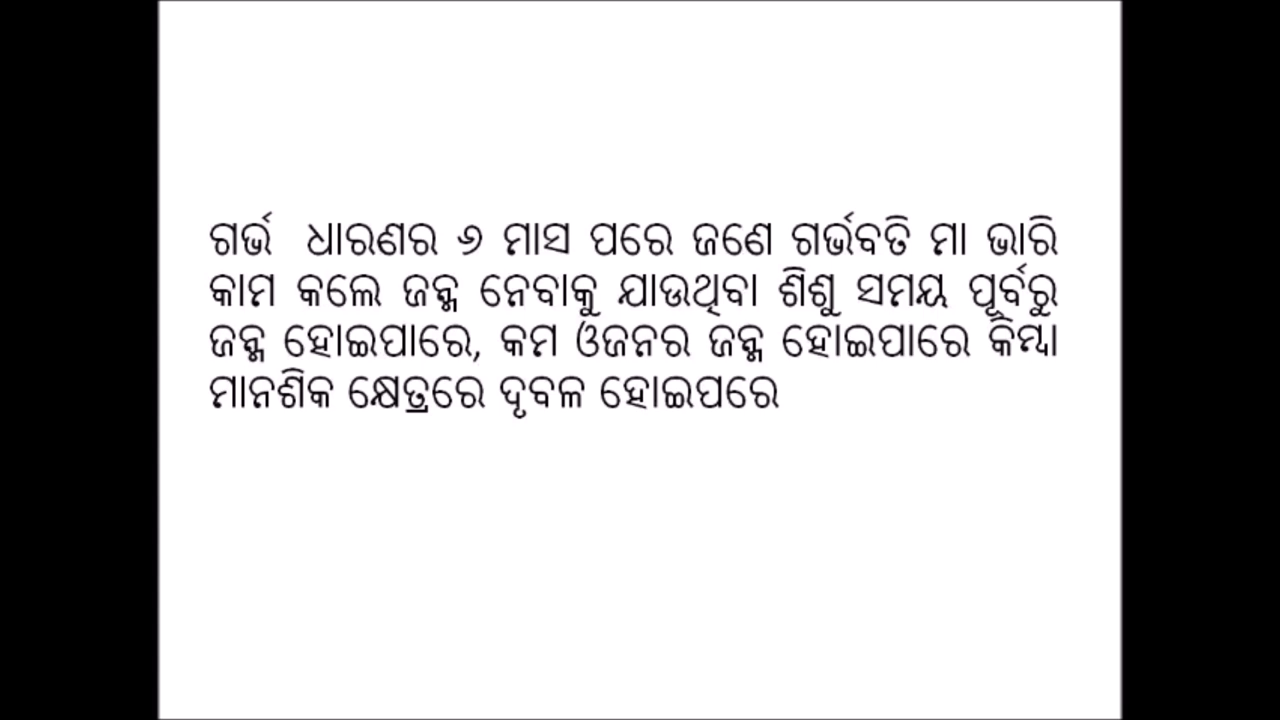 ଗର୍ଭ ଧାରଣର ୬ ମାସ ପରେ ଜଣେ ଗର୍ଭବତି ମା ଭାରି
କାମ କଲେ ଜନ୍ମ ନେବାକୁ ଯାଉଥିବା ଶିଶୁ ସମୟ ପୂର୍ବରୁ
ଜନ୍ମ ହୋଇପାରେ, କମ ଓଜନର ଜନ୍ମ ହୋଇପାରେ କିମ୍ବା
ମାନଶିକ କ୍ଷେତ୍ରରେ ଦୃବଳ ହୋଇପରେ